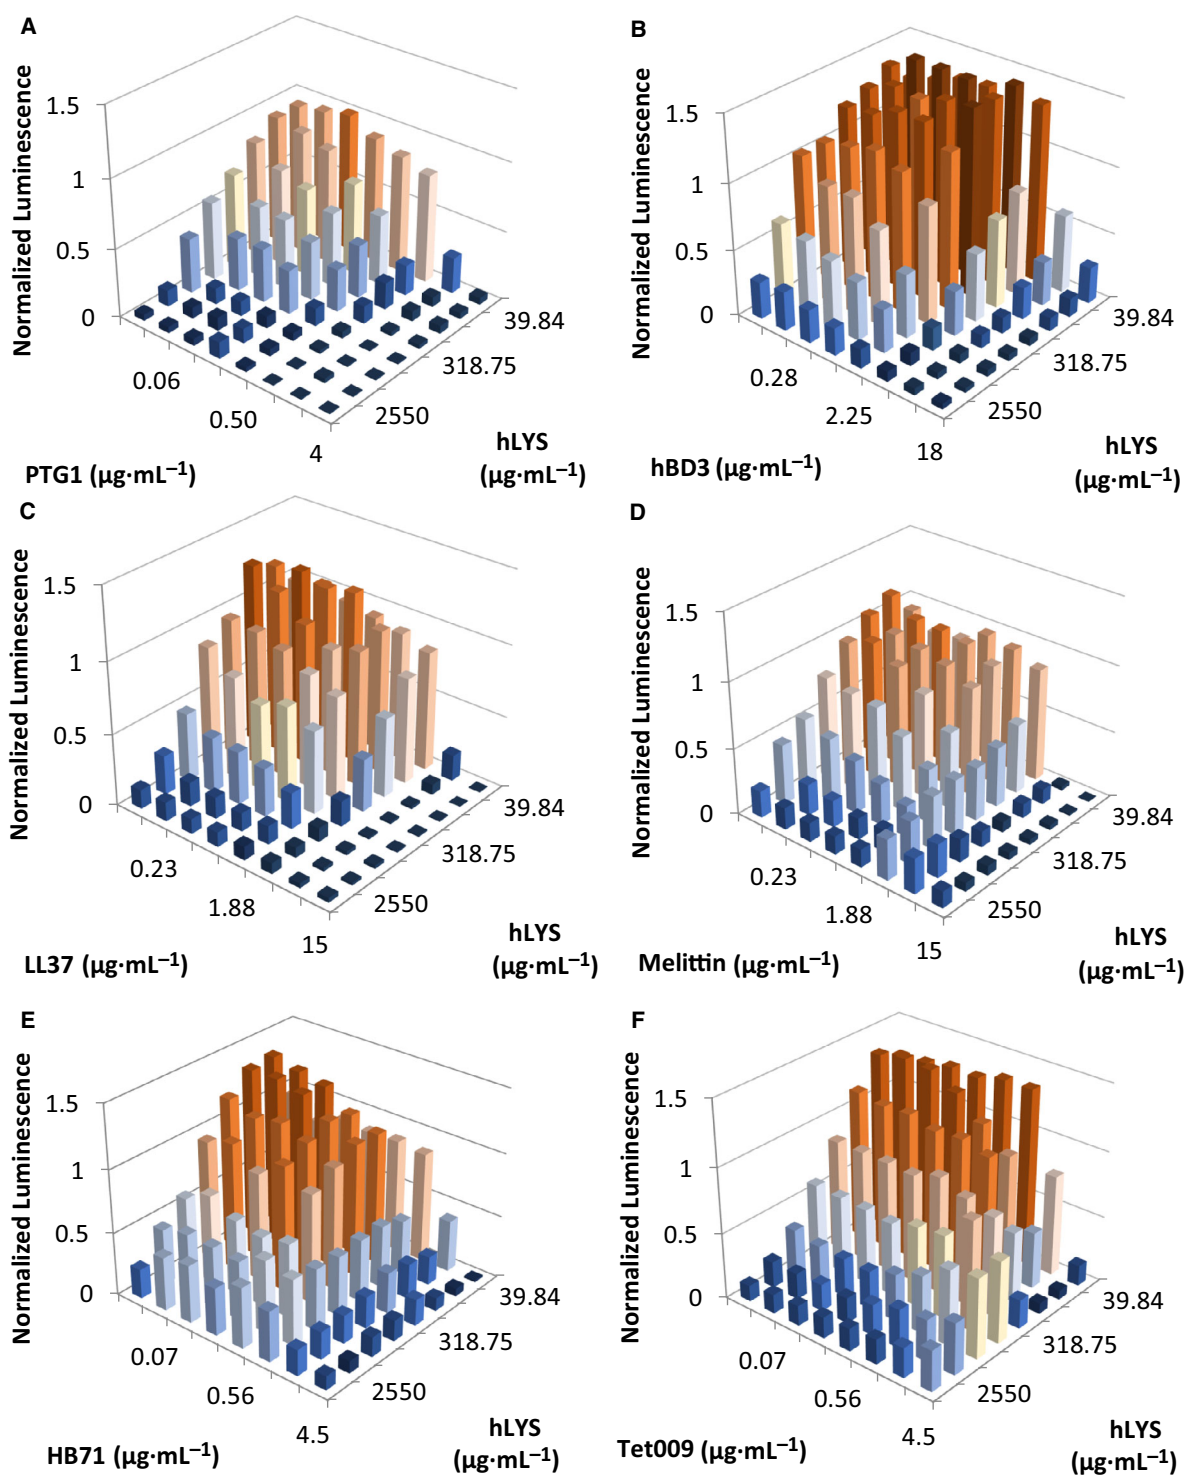 A
Normalized Luminescence
1.5
1
0.5
0
0.06
0.50
4
PTG1 (µg·mL⁻¹)
2550
318.75
39.84
hLYS
(µg·mL⁻¹)
B
Normalized Luminescence
1.5
1
0.5
0
0.28
2.25
18
hBD3 (µg·mL⁻¹)
2550
318.75
39.84
hLYS
(µg·mL⁻¹)
C
Normalized Luminescence
1.5
1
0.5
0
0.23
1.88
15
LL37 (µg·mL⁻¹)
2550
318.75
39.84
hLYS
(µg·mL⁻¹)
D
Normalized Luminescence
1.5
1
0.5
0
0.23
1.88
15
Melittin (µg·mL⁻¹)
2550
318.75
39.84
hLYS
(µg·mL⁻¹)
E
Normalized Luminescence
1.5
1
0.5
0
0.07
0.56
4.5
HB71 (µg·mL⁻¹)
2550
318.75
39.84
hLYS
(µg·mL⁻¹)
F
Normalized Luminescence
1.5
1
0.5
0
0.07
0.56
4.5
Tet009 (µg·mL⁻¹)
2550
318.75
39.84
hLYS
(µg·mL⁻¹)